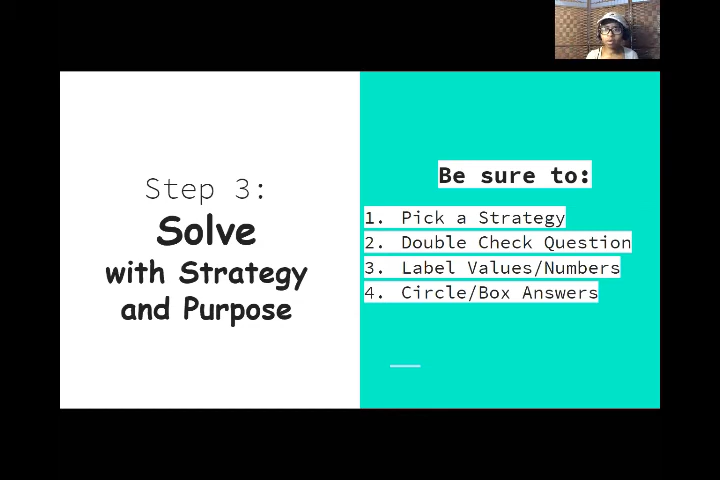 Step 3:
Solve
with Strategy
and Purpose
Be sure to:
1. Pick a Strategy
2. Double Check Question
3. Label Values/Numbers
4. Circle/Box Answers